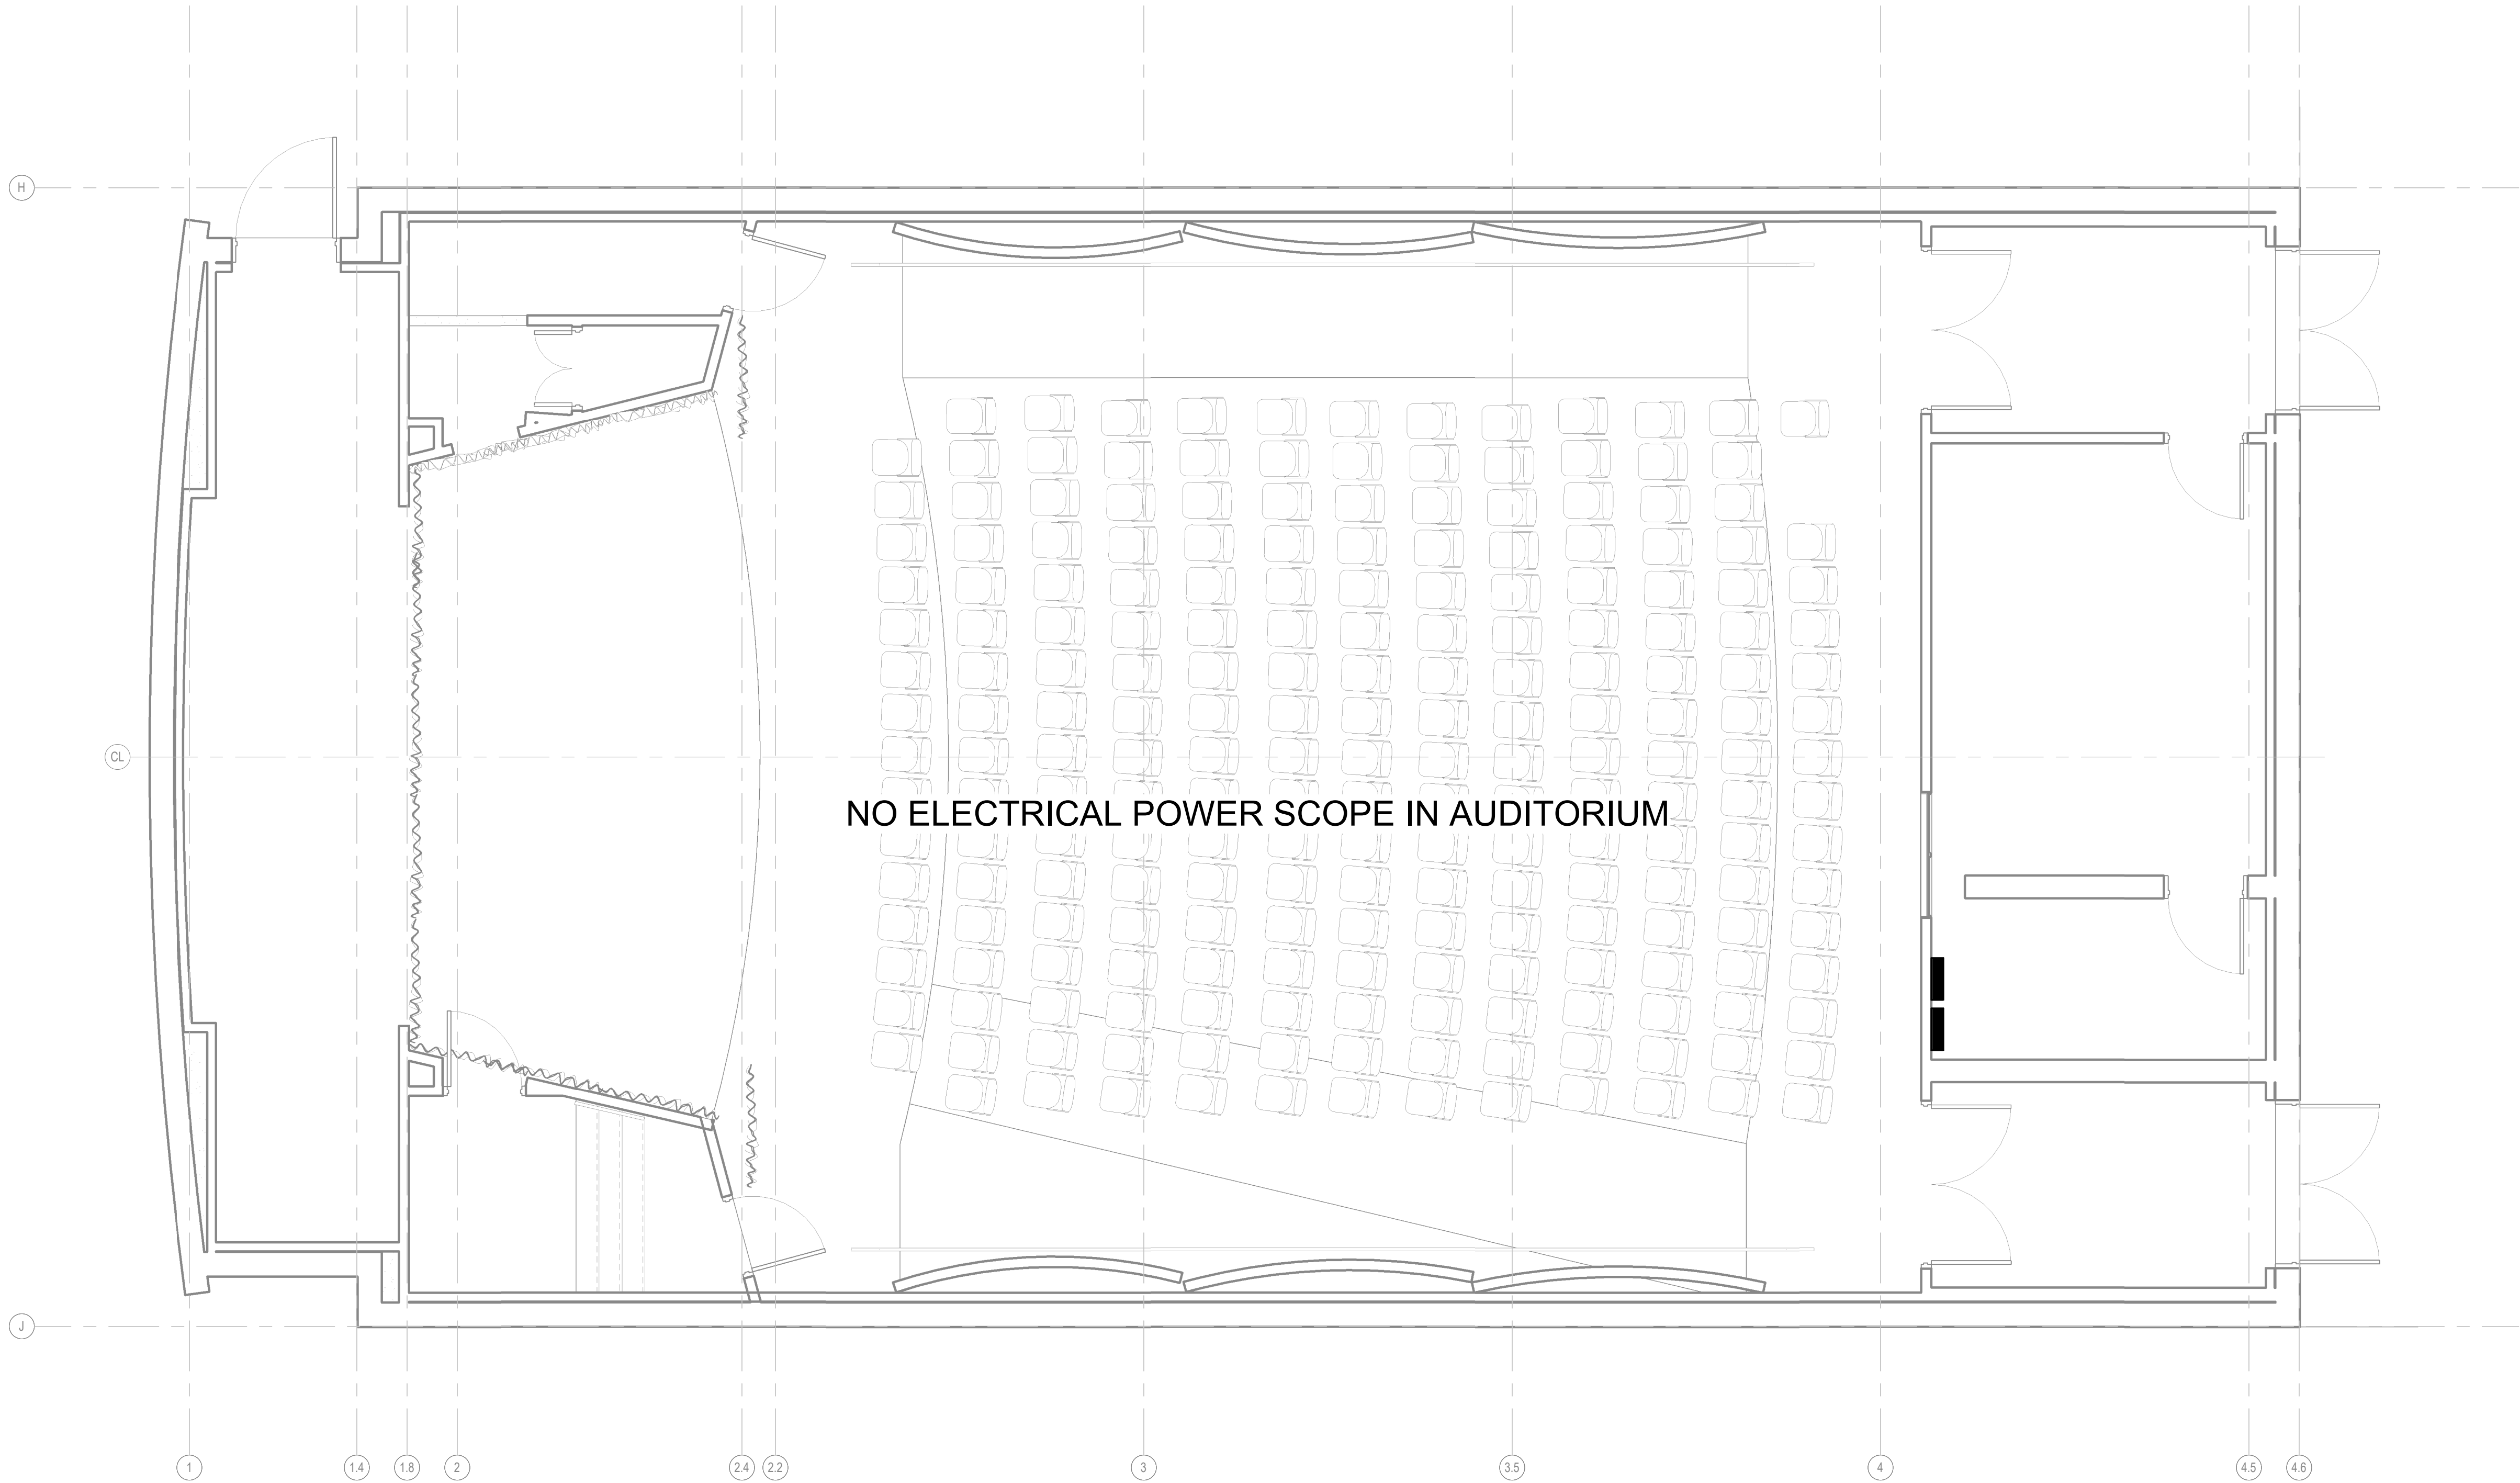 H
CL
NO ELECTRICAL POWER SCOPE IN AUDITORIUM
J
1 1.4 1.8 2 2.4 2.2 3 3.5 4 4.5 4.6